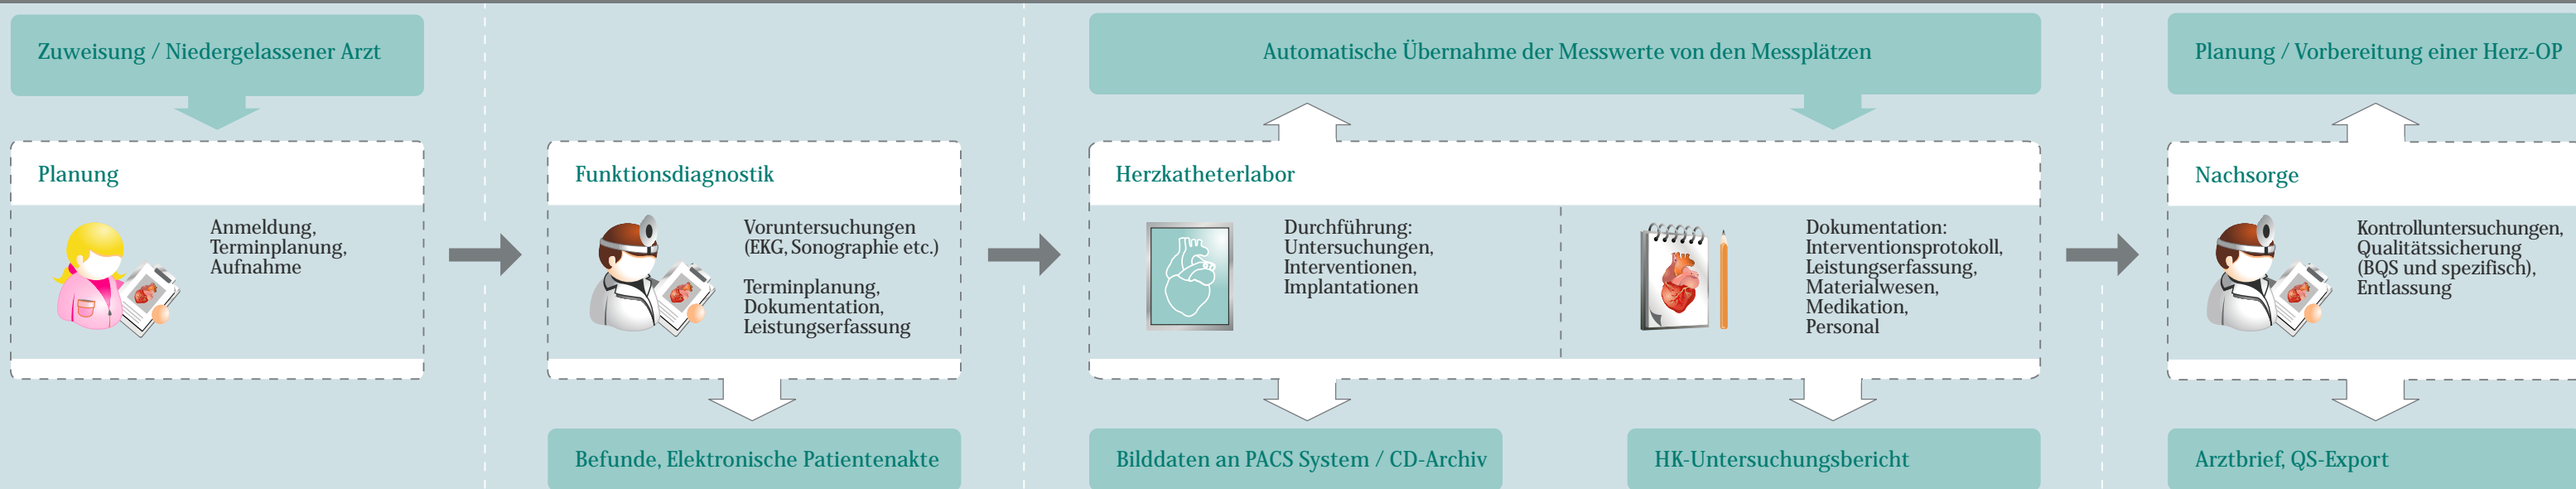 Zuweisung / Niedergelassener Arzt
Automatische Übernahme der Messwerte von den Messplätzen
Planung / Vorbereitung einer Herz-OP
Planung
Anmeldung,
Terminplanung,
Aufnahme
Funktionsdiagnostik
Voruntersuchungen
(EKG, Sonographie etc.)
Terminplanung,
Dokumentation,
Leistungserfassung
Herzkatheterlabor
Durchführung:
Untersuchungen,
Interventionen,
Implantationen
Dokumentation:
Interventionsprotokoll,
Leistungserfassung,
Materialwesen,
Medikation,
Personal
Nachsorge
Kontrolluntersuchungen,
Qualitätssicherung
(BQS und spezifisch),
Entlassung
Befunde, Elektronische Patientenakte
Bilddaten an PACS System / CD-Archiv
HK-Untersuchungsbericht
Arztbrief, QS-Export